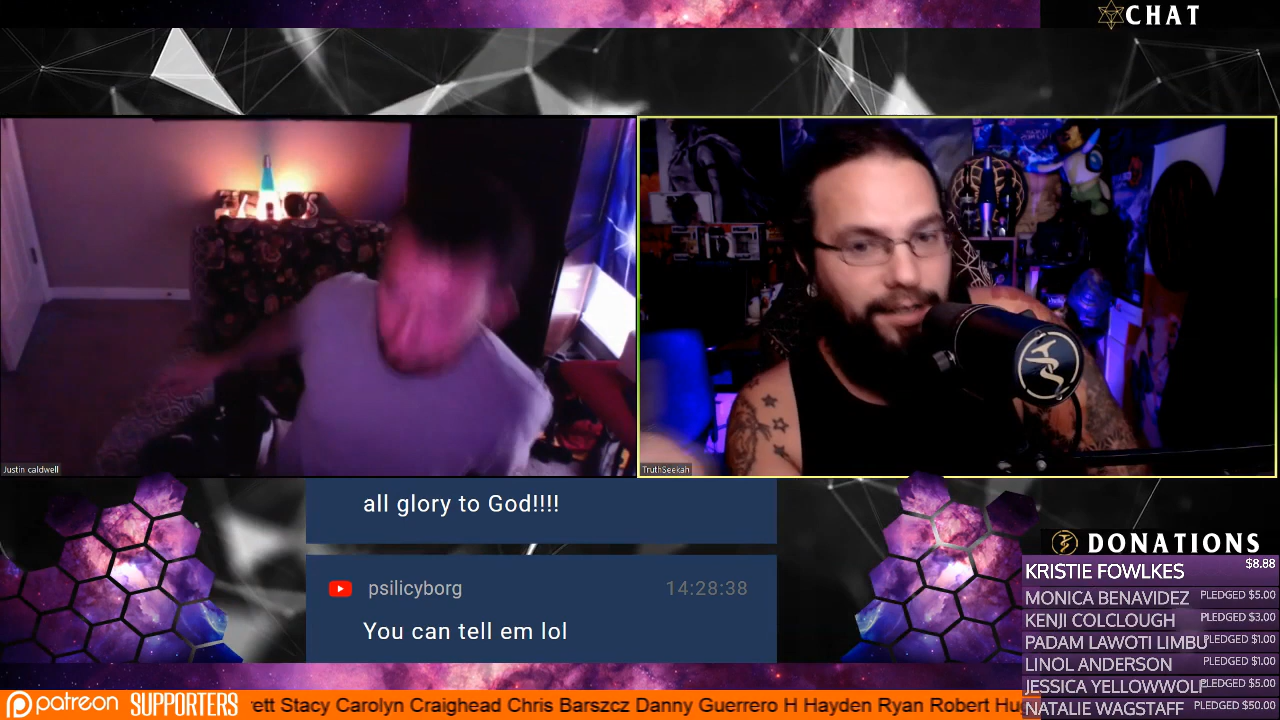 CHAT
Justin caldwell
TruthSeekah
all glory to God!!!!
psilicyborg 14:28:38
You can tell em lol
DONATIONS
KRISTIE FOWLKES $8.88
MONICA BENAVIDEZ PLEDGED $5.00
KENJI COLCLOUGH PLEDGED $3.00
PADAM LAWOTI LIMBU PLEDGED $1.00
LINOL ANDERSON PLEDGED $1.00
JESSICA YELLOWWOLF PLEDGED $5.00
NATALIE WAGSTAFF PLEDGED $50.00
patreon SUPPORTERS ett Stacy Carolyn Craighead Chris Barszcz Danny Guerrero H Hayden Ryan Robert Hug